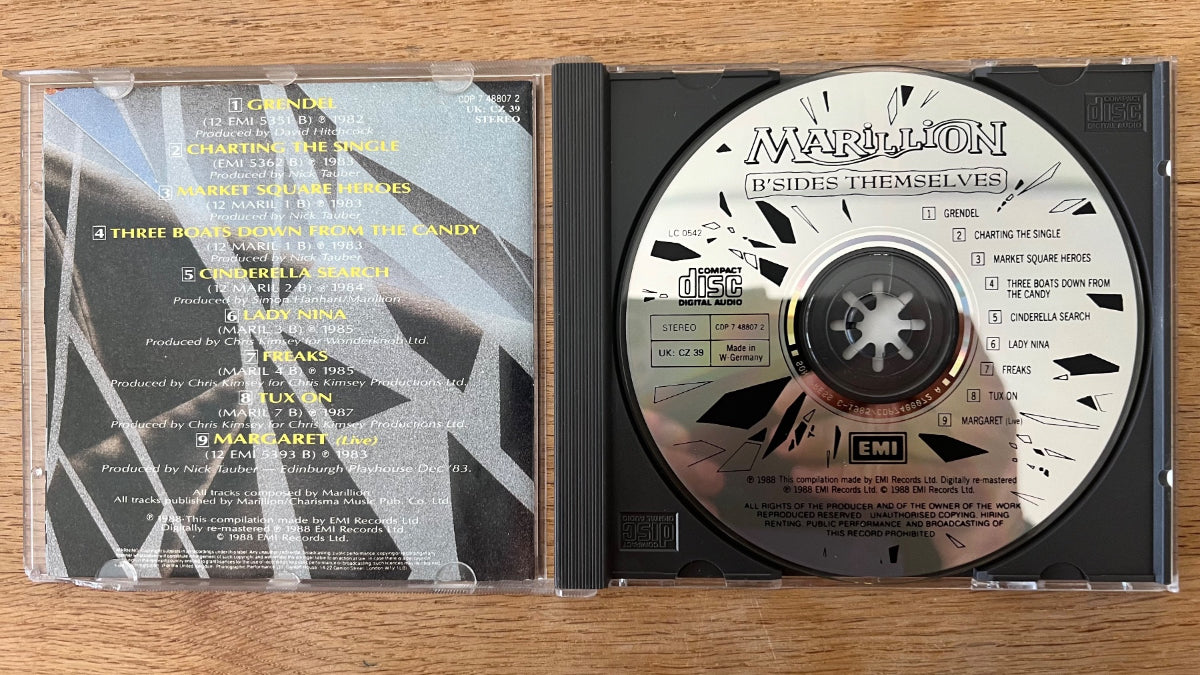 1 GRENDEL
(12 EMI 5351 B) ℗ 1982
Produced by David Hitchcock
CDP 7 48807 2
UK: CZ 39
STEREO
2 CHARTING THE SINGLE
(EMI 5362 B) ℗ 1983
Produced by Nick Tauber
3 MARKET SQUARE HEROES
(12 MARIL 1 B) ℗ 1983
Produced by Nick Tauber
4 THREE BOATS DOWN FROM THE CANDY
(12 MARIL 1 B) ℗ 1983
Produced by Nick Tauber
5 CINDERELLA SEARCH
(12 MARIL 2 B) ℗ 1984
Produced by Simon Hanhart/Marillion
6 LADY NINA
(MARIL 3 B) ℗ 1985
Produced by Chris Kimsey for Wonderknob Ltd.
7 FREAKS
(MARIL 4 B) ℗ 1985
Produced by Chris Kimsey for Chris Kimsey Productions Ltd.
8 TUX ON
(MARIL 7 B) ℗ 1987
Produced by Chris Kimsey for Chris Kimsey Productions Ltd.
9 MARGARET (Live)
(12 EMI 5393 B) ℗ 1983
Produced by Nick Tauber — Edinburgh Playhouse Dec '83.
All tracks composed by Marillion
All tracks published by Marillion/Charisma Music Pub. Co. Ltd.
℗ 1988 This compilation made by EMI Records Ltd
Digitally re-mastered ℗ 1988 EMI Records Ltd.
© 1988 EMI Records Ltd.
MARILLION
B'SIDES THEMSELVES
1 GRENDEL
2 CHARTING THE SINGLE
3 MARKET SQUARE HEROES
4 THREE BOATS DOWN FROM
THE CANDY
5 CINDERELLA SEARCH
6 LADY NINA
7 FREAKS
8 TUX ON
9 MARGARET (Live)
LC 0542
COMPACT
disc
DIGITAL AUDIO
STEREO
CDP 7 48807 2
UK: CZ 39
Made in
W-Germany
EMI
℗ 1988 This compilation made by EMI Records Ltd. Digitally re-mastered
℗ 1988 EMI Records Ltd. © 1988 EMI Records Ltd.
ALL RIGHTS OF THE PRODUCER AND OF THE OWNER OF THE WORK
REPRODUCED RESERVED UNAUTHORISED COPYING, HIRING
RENTING, PUBLIC PERFORMANCE AND BROADCASTING OF
THIS RECORD PROHIBITED
COMPACT
disc
DIGITAL AUDIO
COMPACT
disc
DIGITAL AUDIO